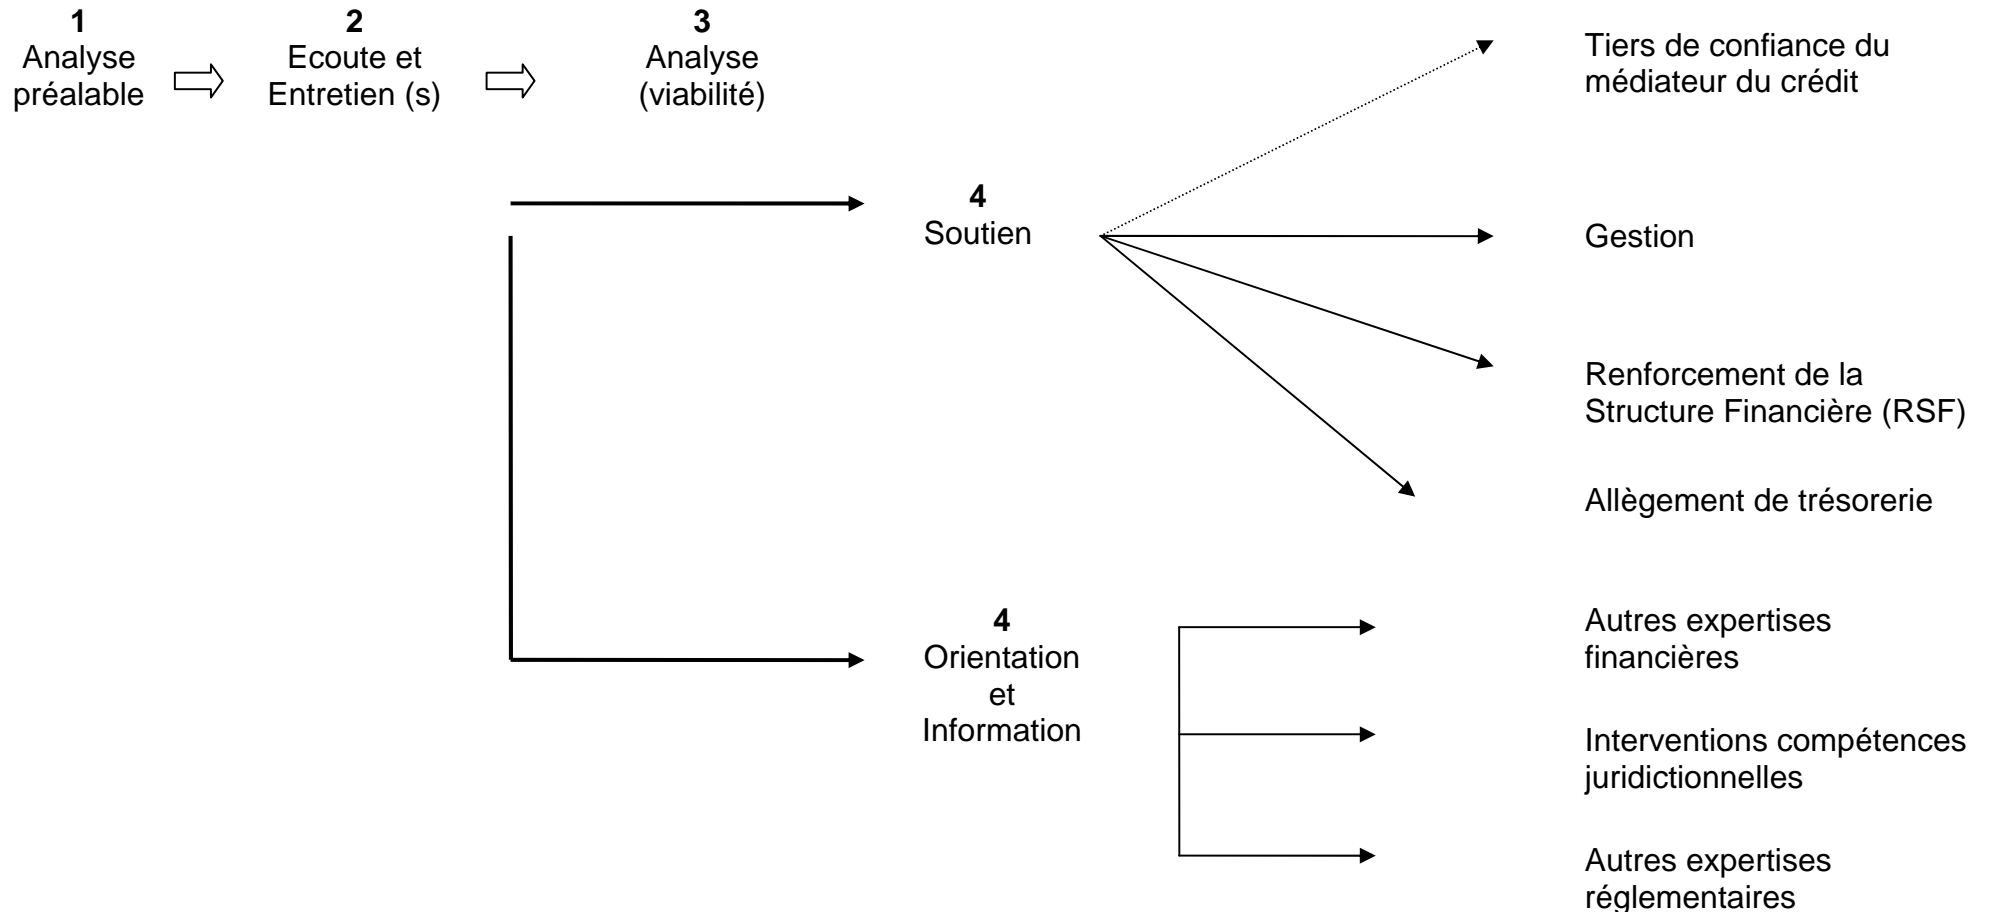 1
Analyse
préalable
2
Ecoute et
Entretien (s)
3
Analyse
(viabilité)
4
Soutien
Tiers de confiance du
médiateur du crédit
Gestion
Renforcement de la
Structure Financière (RSF)
Allègement de trésorerie
4
Orientation
et
Information
Autres expertises
financières
Interventions compétences
juridictionnelles
Autres expertises
réglementaires